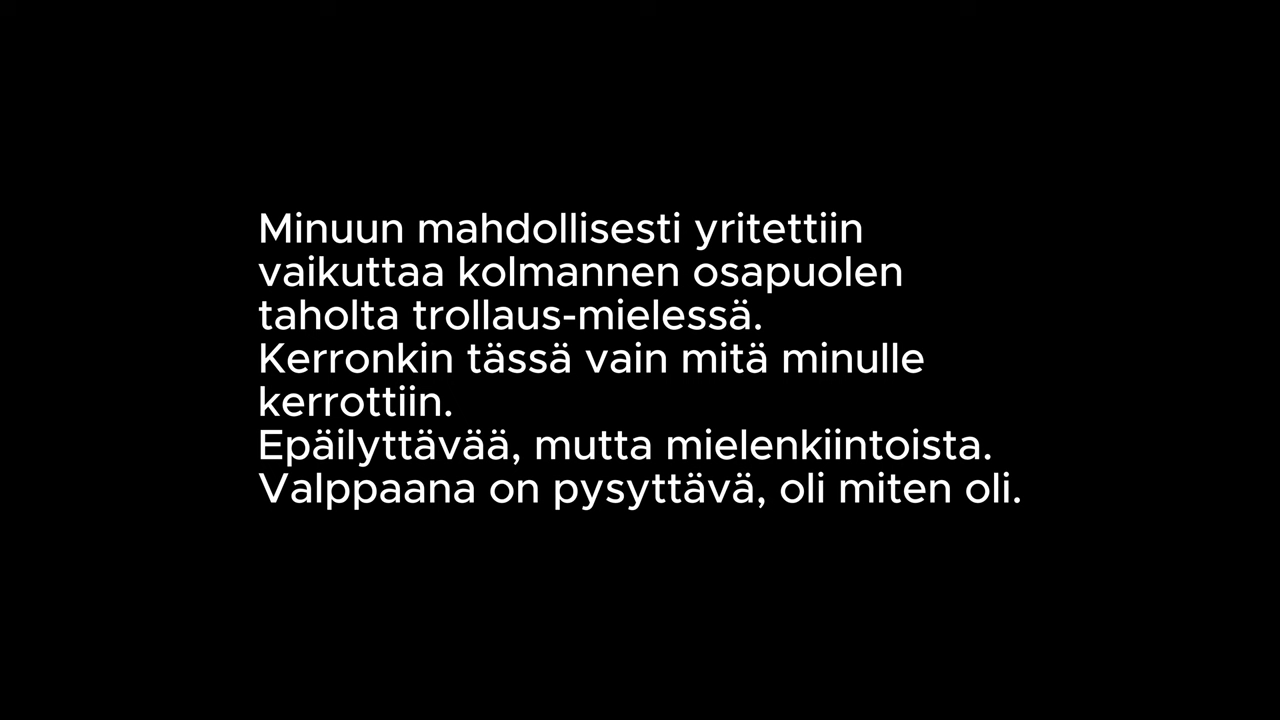 Minuun mahdollisesti yritettiin
vaikuttaa kolmannen osapuolen
taholta trollaus-mielessä.
Kerronkin tässä vain mitä minulle
kerrottiin.
Epäilyttävää, mutta mielenkiintoista.
Valppaana on pysyttävä, oli miten oli.